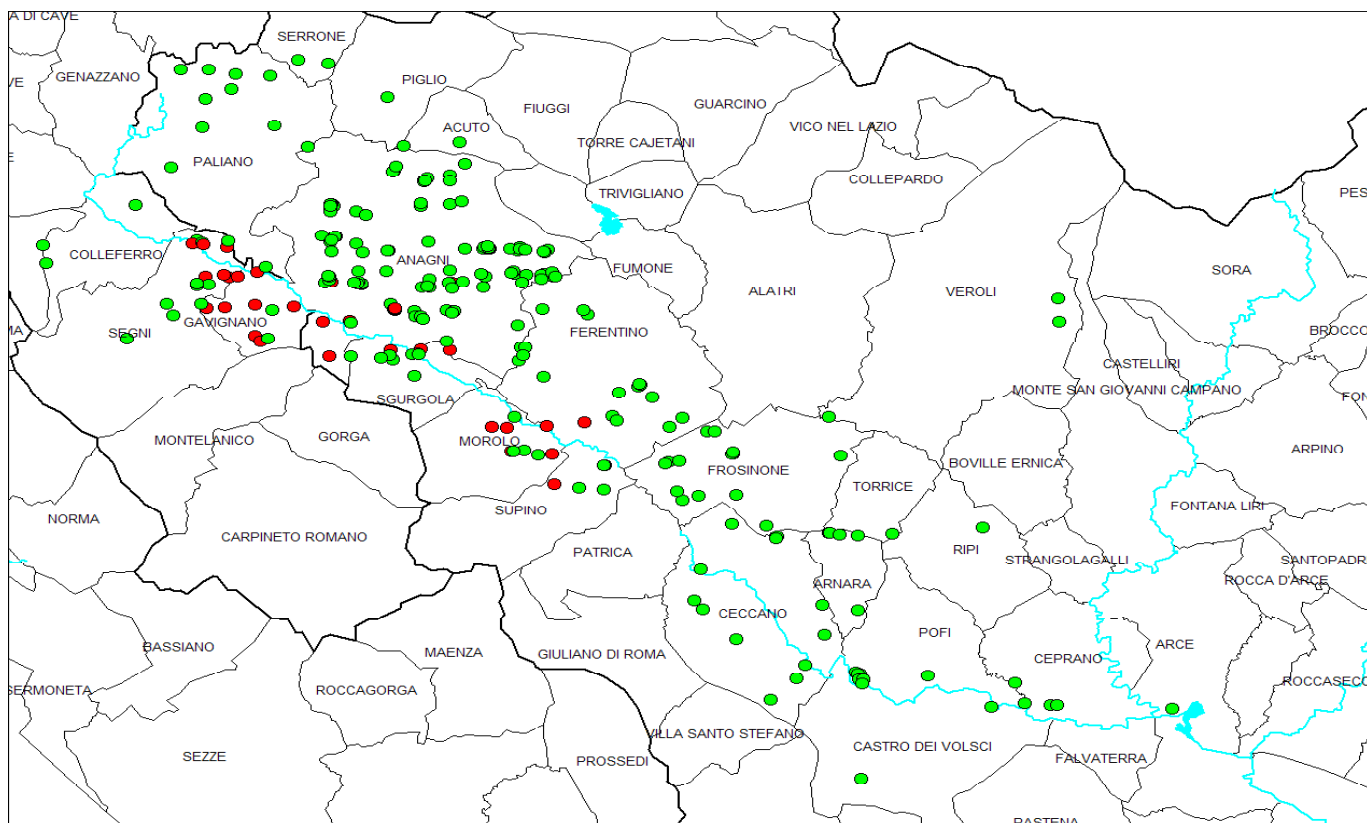 A DI CAVE
SERRONE
GENAZZANO
VE
PIGLIO
FIUGGI
GUARCINO
ACUTO
VICO NEL LAZIO
TORRE CAJETANI
E
PALIANO
COLLEPARDO
TRIVIGLIANO
PES
COLLEFERRO
ANAGNI
FUMONE
SORA
ALATRI
VEROLI
GAVIGNANO
SEGNI
MA
FERENTINO
BROCCO
CASTELLIRI
MONTE SAN GIOVANNI CAMPANO
SGURGOLA
FON
MONTELANICO
GORGA
MOROLO
ARPINO
BOVILLE ERNICA
FROSINONE
TORRICE
FONTANA LIRI
SUPINO
NORMA
CARPINETO ROMANO
PATRICA
RIPI
STRANGOLAGALLI
SANTOPADR
ROCCA D'ARCE
ARNARA
CECCANO
POFI
BASSIANO
MAENZA
GIULIANO DI ROMA
ARCE
CEPRANO
SERMONETA
ROCCAGORGA
ROCCASECC
VILLA SANTO STEFANO
CASTRO DEI VOLSCI
SEZZE
PROSSEDI
FALVATERRA
PASTENA